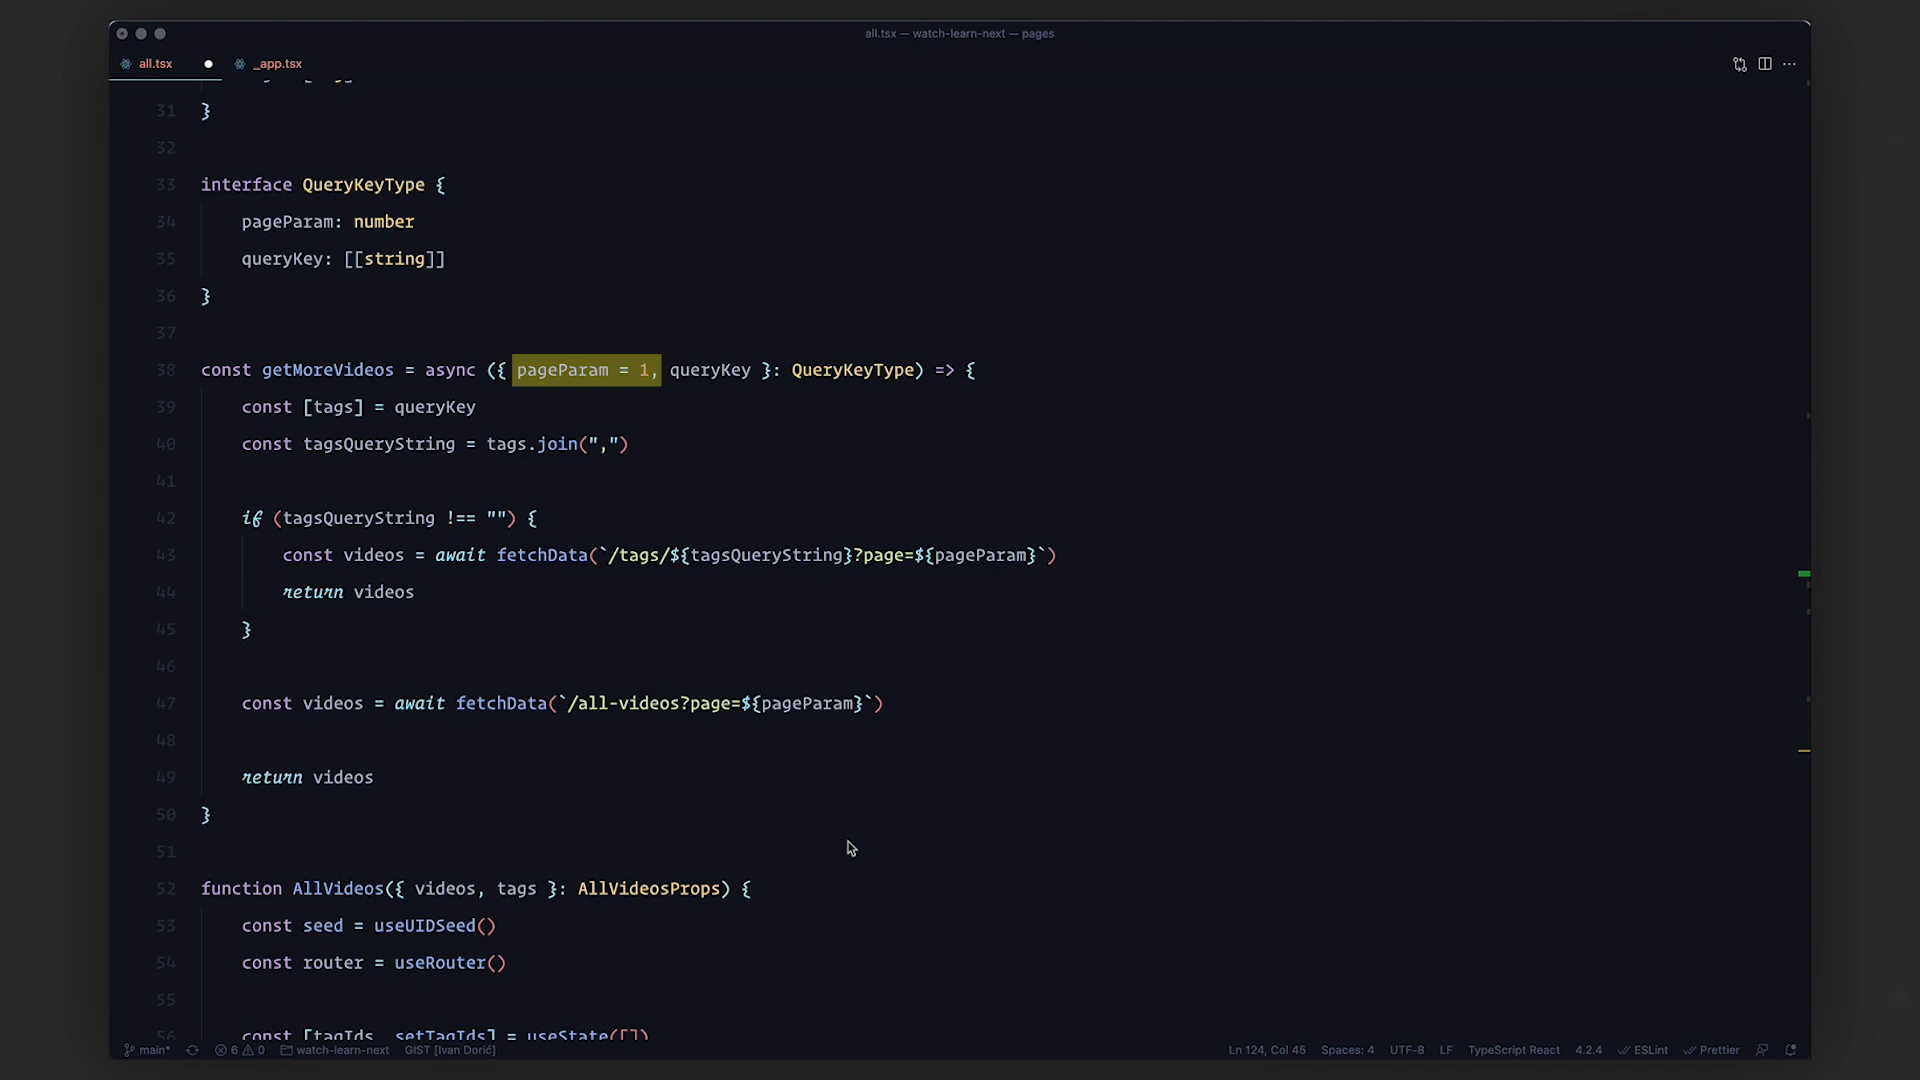 all.tsx — watch-learn-next — pages
all.tsx
_app.tsx
31 }
32
33 interface QueryKeyType {
34 pageParam: number
35 queryKey: [[string]]
36 }
37
38 const getMoreVideos = async ({ pageParam = 1, queryKey }: QueryKeyType) => {
39 const [tags] = queryKey
40 const tagsQueryString = tags.join(",")
41
42 if (tagsQueryString !== "") {
43 const videos = await fetchData(`/tags/${tagsQueryString}?page=${pageParam}`)
44 return videos
45 }
46
47 const videos = await fetchData(`/all-videos?page=${pageParam}`)
48
49 return videos
50 }
51
52 function AllVideos({ videos, tags }: AllVideosProps) {
53 const seed = useUIDSeed()
54 const router = useRouter()
55
56 const [tagIds, setTagIds] = useState([])
main* 6 0 watch-learn-next GIST [Ivan Dorić] Ln 124, Col 45 Spaces: 4 UTF-8 LF TypeScript React 4.2.4 ESLint Prettier